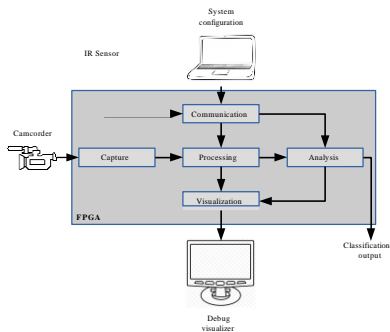 System
configuration
IR Sensor
Communication
Camcorder
Capture
Processing
Analysis
Visualization
FPGA
Classification
output
Debug
visualizer